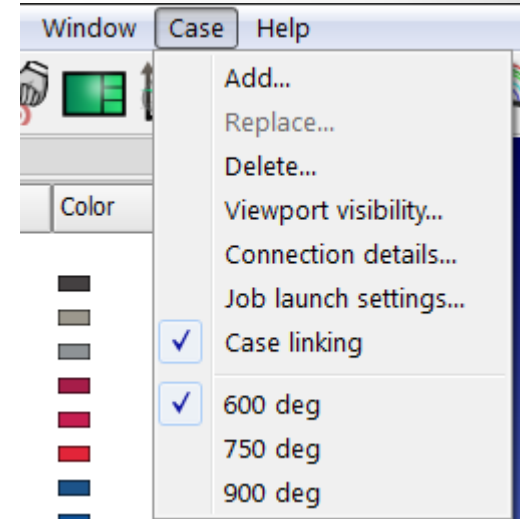 Window Case Help
Add...
Replace...
Delete...
Color
Viewport visibility...
Connection details...
Job launch settings...
Case linking
600 deg
750 deg
900 deg